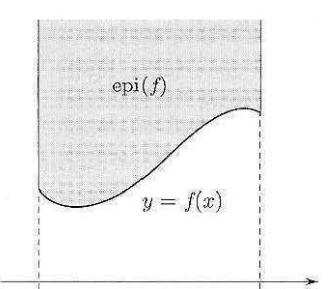 epi(f)
y = f(x)